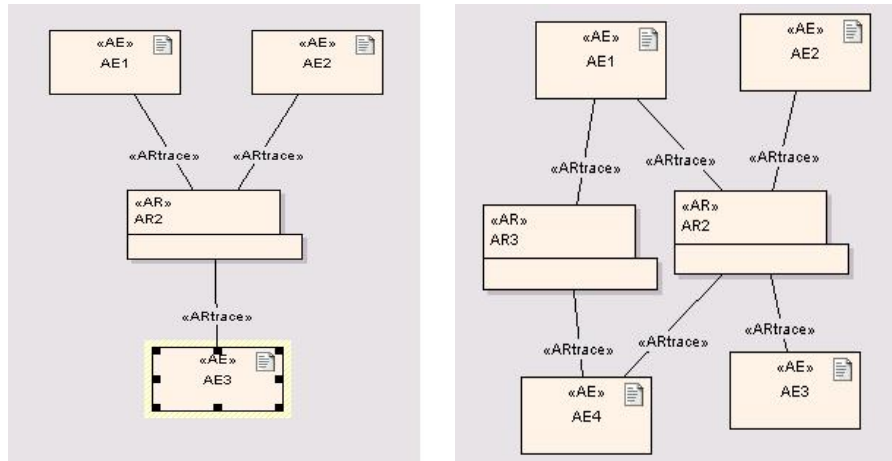 «AE»
AE1
«AE»
AE2
«ARtrace»
«ARtrace»
«AR»
AR2
«ARtrace»
«AE»
AE3
«AE»
AE1
«AE»
AE2
«ARtrace»
«ARtrace»
«ARtrace»
«AR»
AR3
«AR»
AR2
«ARtrace»
«ARtrace»
«ARtrace»
«AE»
AE4
«AE»
AE3